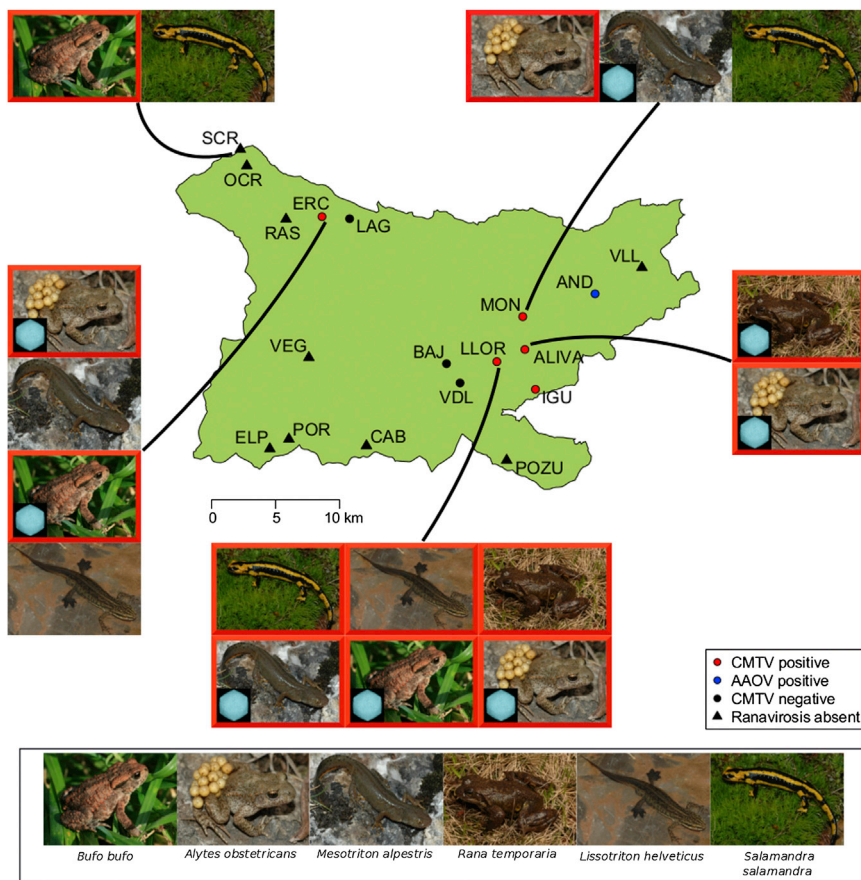 SCR
OCR
ERC
RAS
LAG
VLL
AND
MON
VEG
BAJ
LLOR
ALIVA
VDL
IGU
ELP
POR
CAB
POZU
0 5 10 km
CMTV positive
AAOV positive
CMTV negative
Ranavirosis absent
Bufo bufo
Alytes obstetricans
Mesotriton alpestris
Rana temporaria
Lissotriton helveticus
Salamandra
salamandra